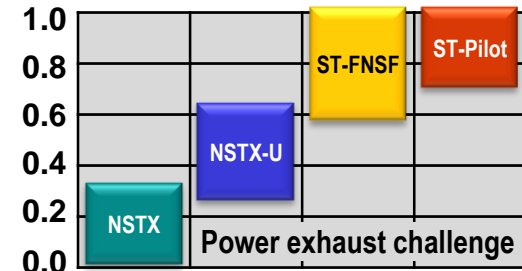 1.0
0.8
0.6
0.4
0.2
0.0
ST-FNSF
ST-Pilot
NSTX-U
NSTX
Power exhaust challenge